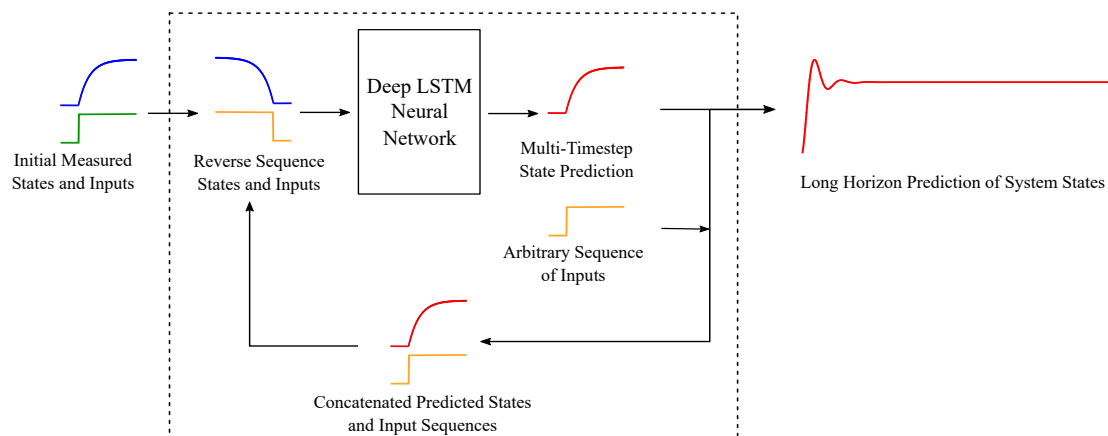 Initial Measured
States and Inputs
Reverse Sequence
States and Inputs
Deep LSTM
Neural
Network
Multi-Timestep
State Prediction
Arbitrary Sequence
of Inputs
Long Horizon Prediction of System States
Concatenated Predicted States
and Input Sequences